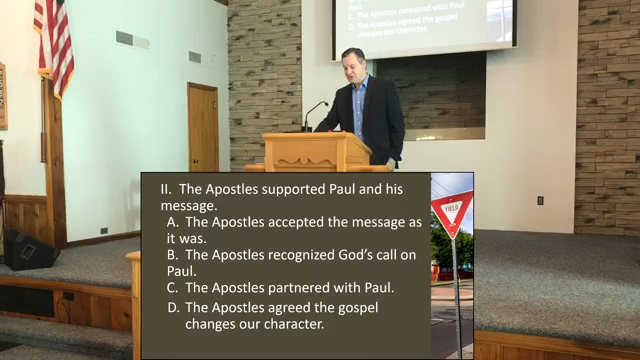 C. The Apostles partnered with Paul
D. The Apostles agreed the gospel
changes our character.
II. The Apostles supported Paul and his
message.
A. The Apostles accepted the message as
it was.
B. The Apostles recognized God's call on
Paul.
C. The Apostles partnered with Paul.
D. The Apostles agreed the gospel
changes our character.
YIELD